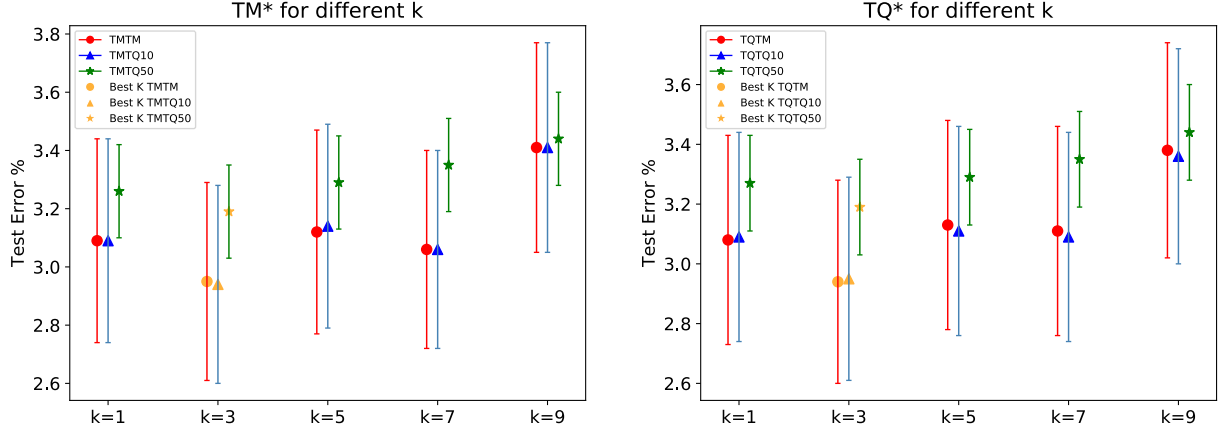 TM* for different k
3.8
3.6
3.4
3.2
3.0
2.8
2.6
Test Error %
TMTM
TMTQ10
TMTQ50
Best K TMTM
Best K TMTQ10
Best K TMTQ50
k=1 k=3 k=5 k=7 k=9
TQ* for different k
3.6
3.4
3.2
3.0
2.8
2.6
Test Error %
TQTM
TQTQ10
TQTQ50
Best K TQTM
Best K TQTQ10
Best K TQTQ50
k=1 k=3 k=5 k=7 k=9